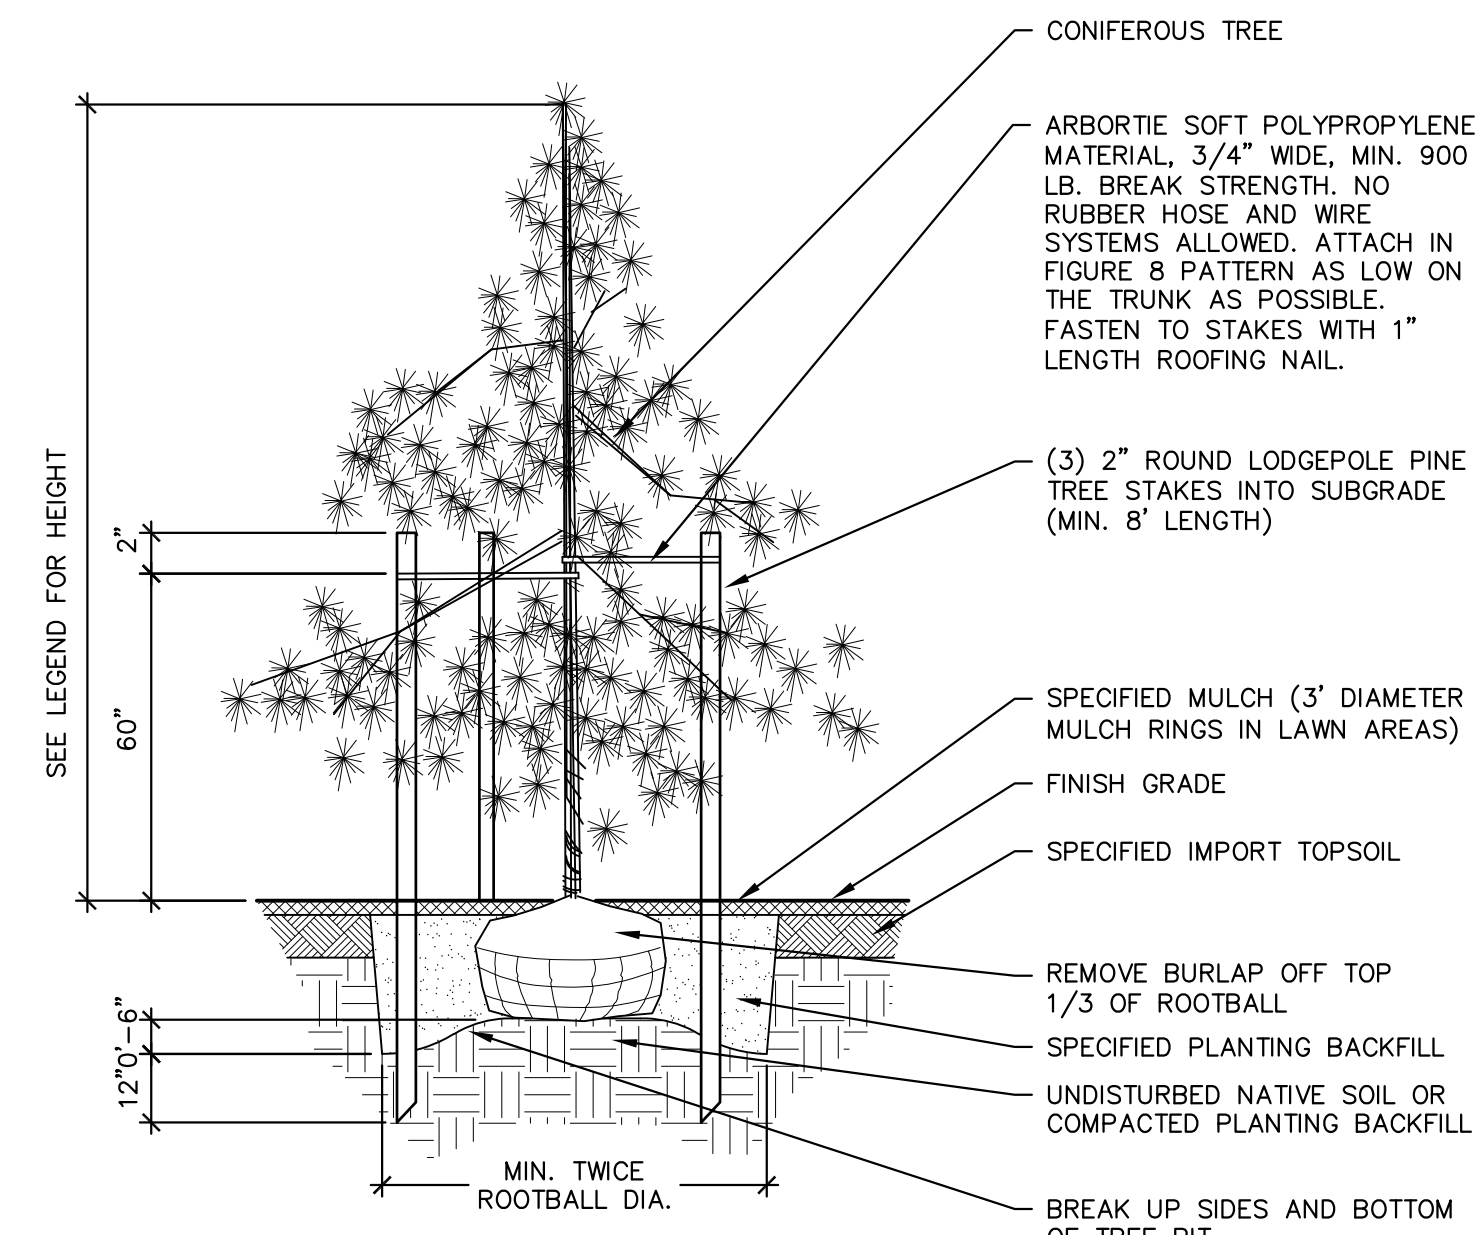 CONIFEROUS TREE
ARBORTIE SOFT POLYPROPYLENE
MATERIAL, 3/4" WIDE, MIN. 900
LB. BREAK STRENGTH. NO
RUBBER HOSE AND WIRE
SYSTEMS ALLOWED. ATTACH IN
FIGURE 8 PATTERN AS LOW ON
THE TRUNK AS POSSIBLE.
FASTEN TO STAKES WITH 1"
LENGTH ROOFING NAIL.
(3) 2" ROUND LODGEPOLE PINE
TREE STAKES INTO SUBGRADE
(MIN. 8' LENGTH)
SPECIFIED MULCH (3' DIAMETER
MULCH RINGS IN LAWN AREAS)
FINISH GRADE
SPECIFIED IMPORT TOPSOIL
REMOVE BURLAP OFF TOP
1/3 OF ROOTBALL
SPECIFIED PLANTING BACKFILL
UNDISTURBED NATIVE SOIL OR
COMPACTED PLANTING BACKFILL
BREAK UP SIDES AND BOTTOM
OF TREE PIT
SEE LEGEND FOR HEIGHT
2"
60"
0'-6"
12"
MIN. TWICE
ROOTBALL DIA.